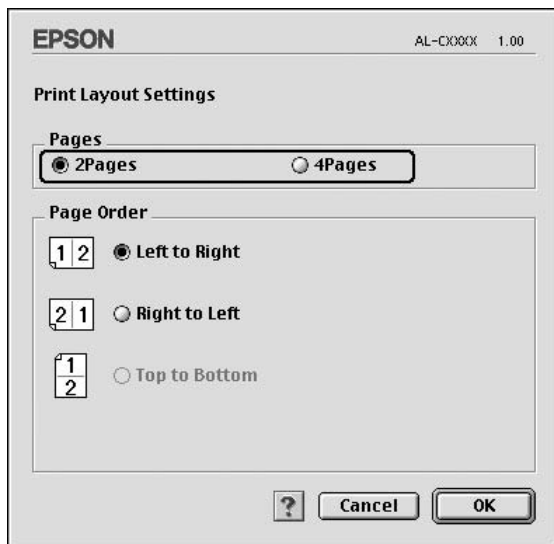 EPSON AL-CXXXX 1.00
Print Layout Settings
Pages
2Pages 4Pages
Page Order
1 2 Left to Right
2 1 Right to Left
1
2 Top to Bottom
? Cancel OK